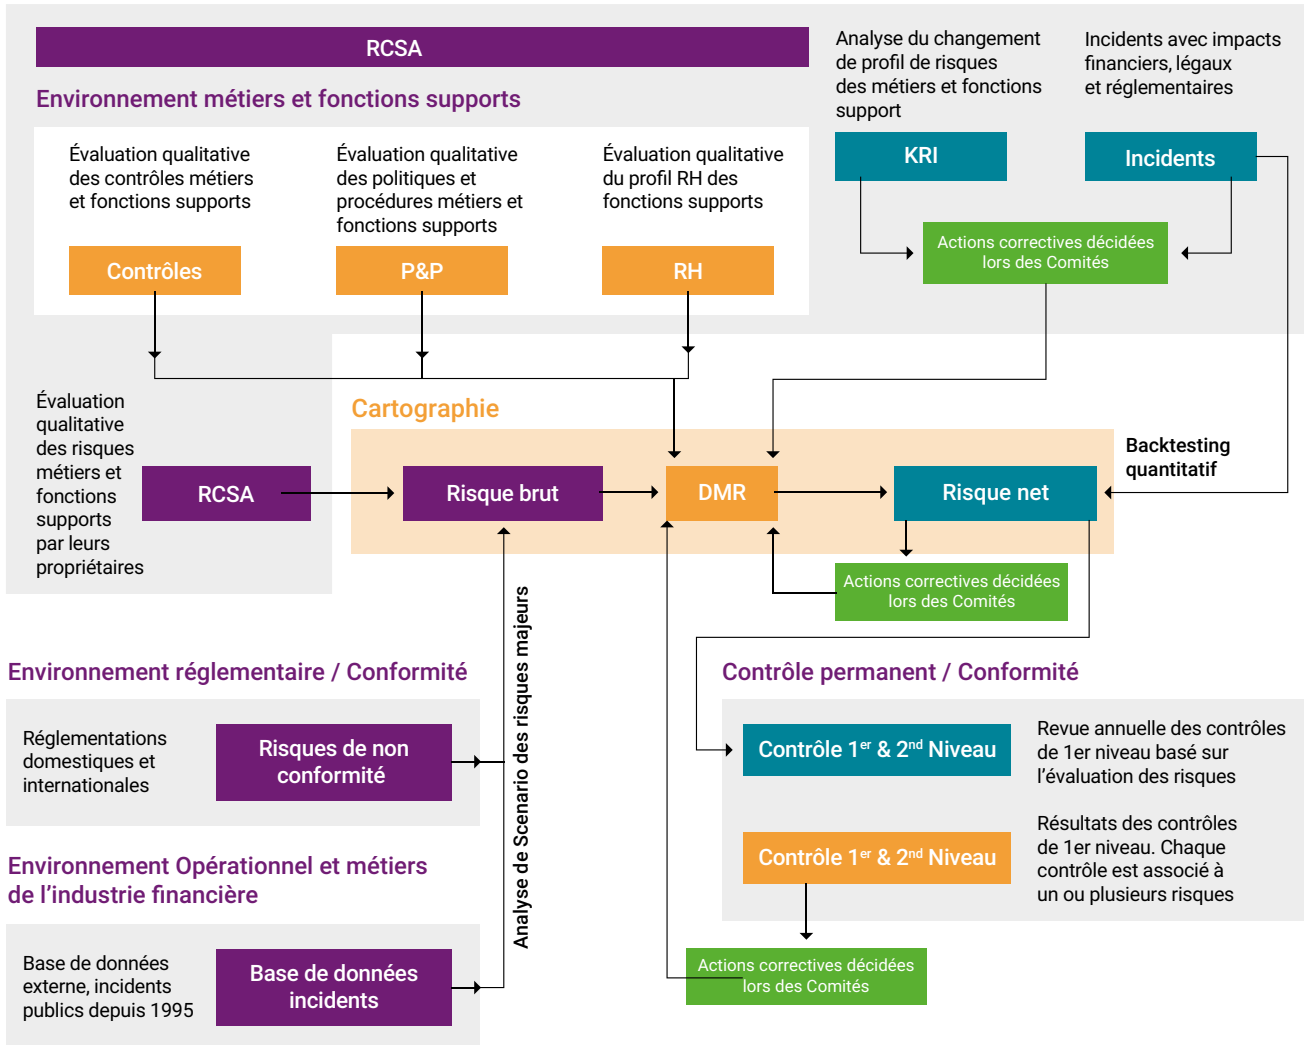 RCSA
Environnement métiers et fonctions supports
Évaluation qualitative
des contrôles métiers
et fonctions supports
Contrôles
Évaluation qualitative
des politiques et
procédures métiers et
fonctions supports
P&P
Évaluation qualitative
du profil RH des
fonctions supports
RH
Analyse du changement
de profil de risques
des métiers et fonctions
support
KRI
Incidents avec impacts
financiers, légaux
et réglementaires
Incidents
Actions correctives décidées
lors des Comités
Évaluation
qualitative
des risques
métiers et
fonctions
supports
par leurs
propriétaires
RCSA
Cartographie
Risque brut
DMR
Risque net
Backtesting
quantitatif
Actions correctives décidées
lors des Comités
Analyse de Scenario des risques majeurs
Environnement réglementaire / Conformité
Réglementations
domestiques et
internationales
Risques de non
conformité
Environnement Opérationnel et métiers
de l'industrie financière
Base de données
externe, incidents
publics depuis 1995
Base de données
incidents
Contrôle permanent / Conformité
Contrôle 1er & 2nd Niveau
Revue annuelle des contrôles
de 1er niveau basé sur
l'évaluation des risques
Contrôle 1er & 2nd Niveau
Résultats des contrôles
de 1er niveau. Chaque
contrôle est associé à
un ou plusieurs risques
Actions correctives décidées
lors des Comités